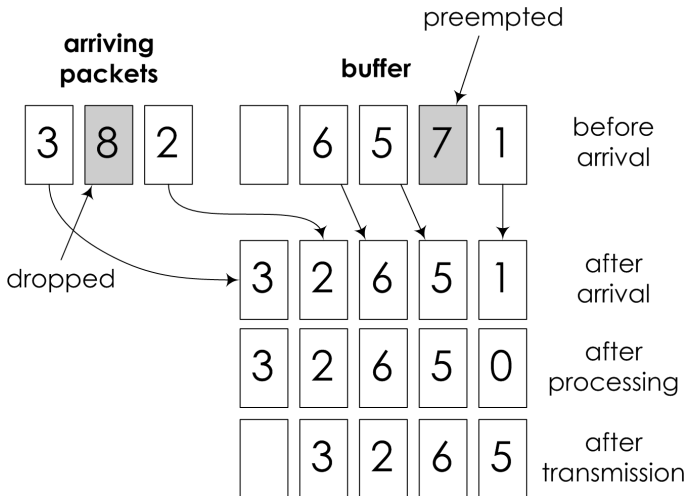 preempted
arriving
packets
buffer
3 8 2 6 5 7 1
before
arrival
dropped
3 2 6 5 1
after
arrival
3 2 6 5 0
after
processing
3 2 6 5
after
transmission